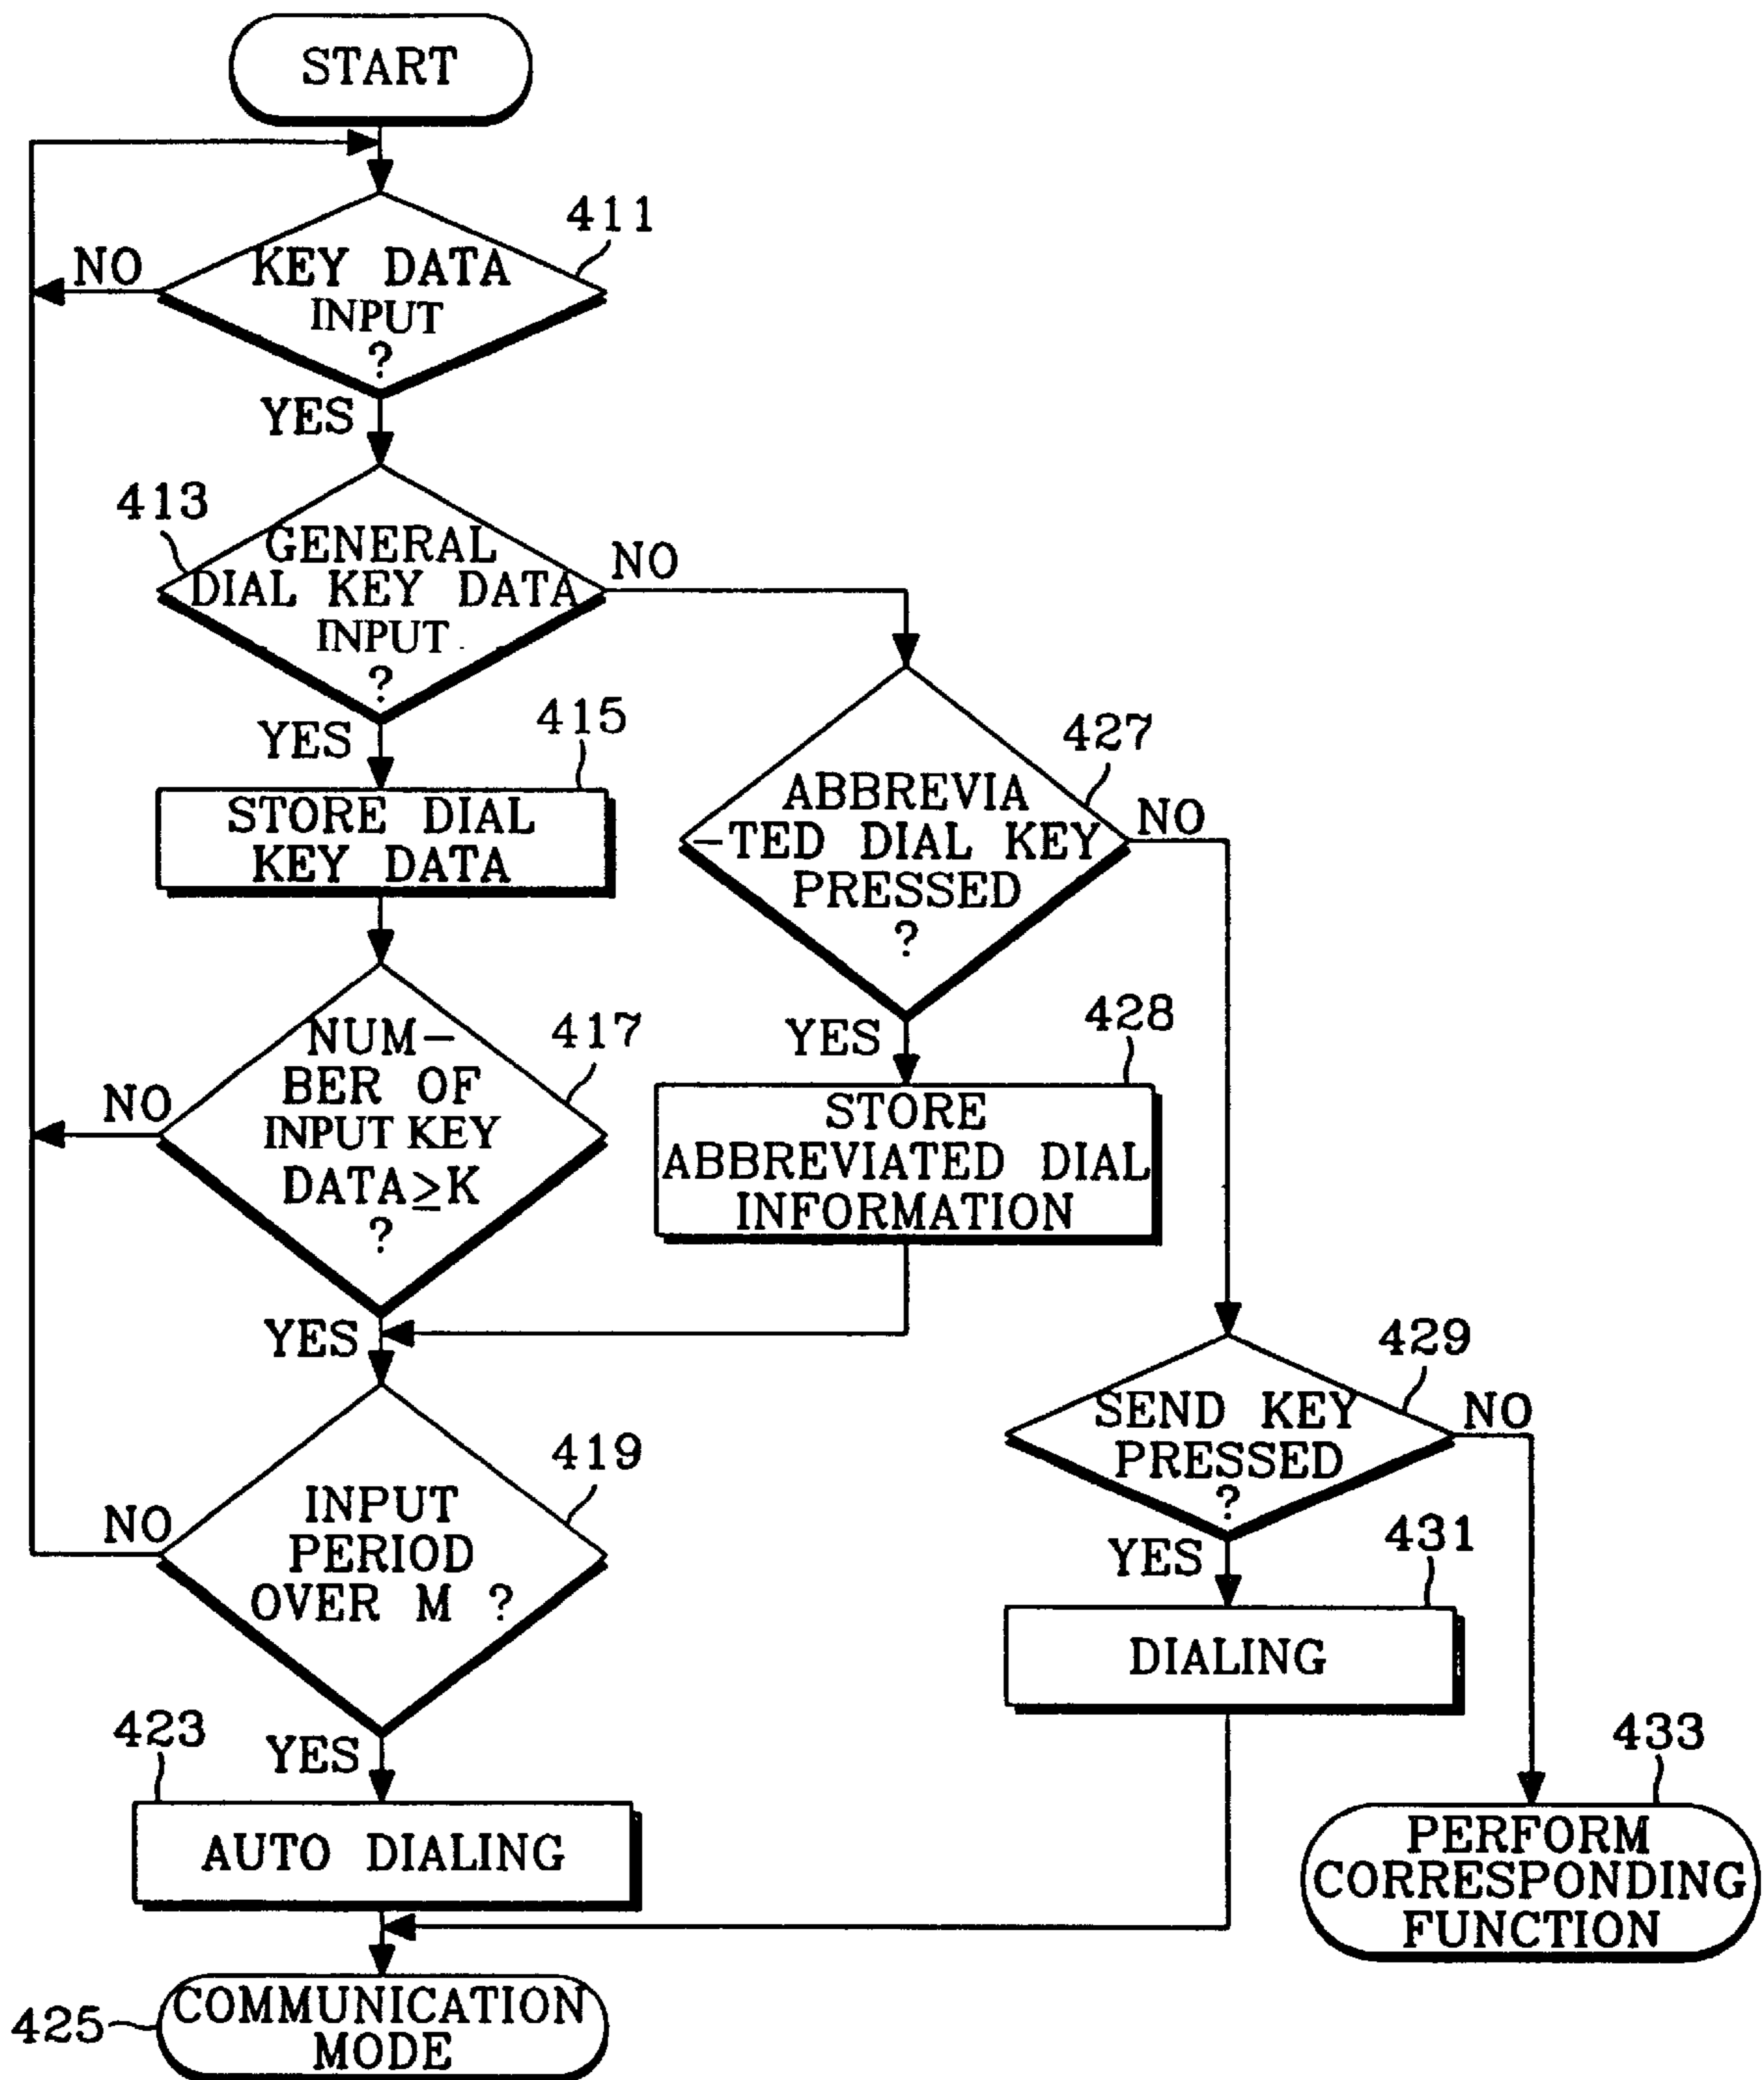 START
411
KEY DATA
INPUT
?
NO
YES
413
GENERAL
DIAL KEY DATA
INPUT
?
NO
YES
415
STORE DIAL
KEY DATA
427
ABBREVIA
-TED DIAL KEY
PRESSED
?
NO
YES
417
NUM-
BER OF
INPUT KEY
DATA≥K
?
NO
YES
428
STORE
ABBREVIATED DIAL
INFORMATION
419
INPUT
PERIOD
OVER M ?
NO
YES
429
SEND KEY
PRESSED
?
NO
YES
431
DIALING
423
AUTO DIALING
433
PERFORM
CORRESPONDING
FUNCTION
425
COMMUNICATION
MODE